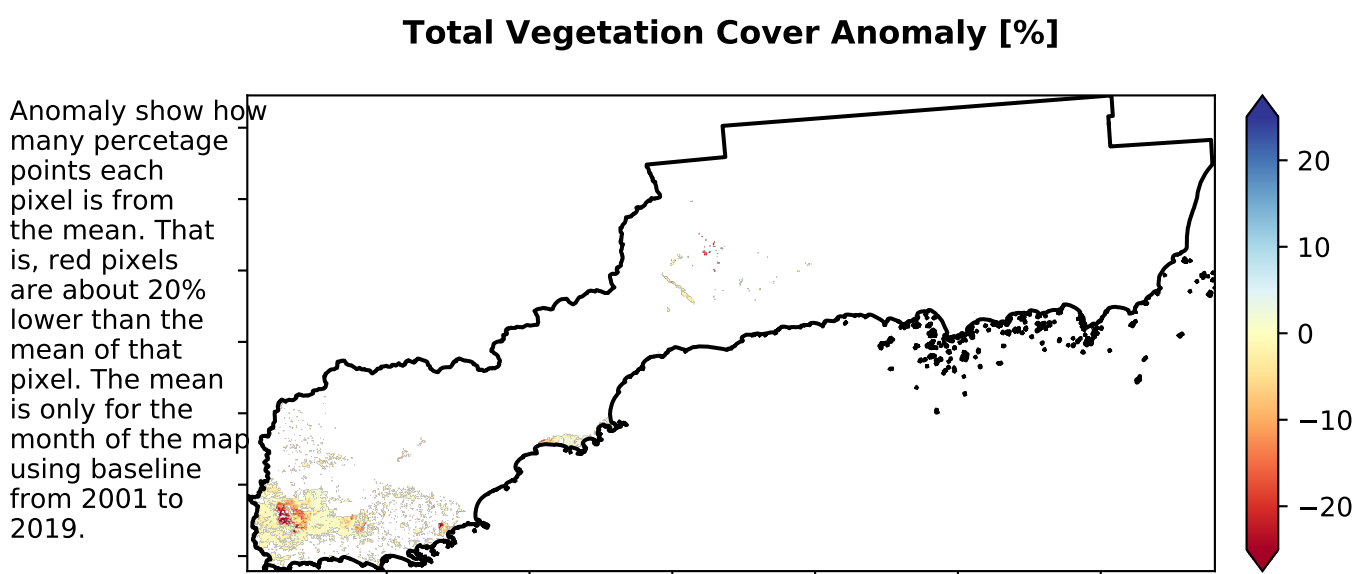 Total Vegetation Cover Anomaly [%]
Anomaly show how
many percetage
points each
pixel is from
the mean. That
is, red pixels
are about 20%
lower than the
mean of that
pixel. The mean
is only for the
month of the map
using baseline
from 2001 to
2019.
20
10
0
−10
−20